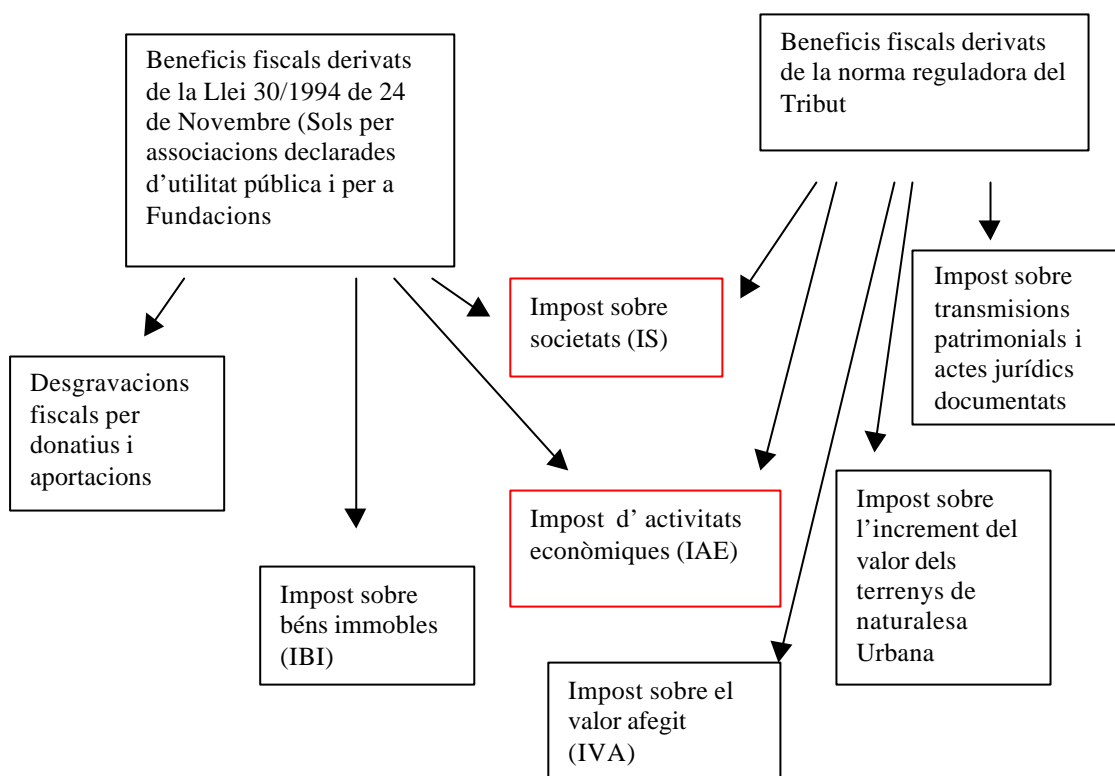 Beneficis fiscals derivats
de la Llei 30/1994 de 24
de Novembre (Sols per
associacions declarades
d’utilitat pública i per a
Fundacions
Beneficis fiscals derivats
de la norma reguladora del
Tribut
Impost sobre
societats (IS)
Impost sobre
transmisions
patrimonials i
actes jurídics
documentats
Desgravacions
fiscals per
donatius i
aportacions
Impost d’ activitats
econòmiques (IAE)
Impost sobre
l’increment del
valor dels
terrenys de
naturalesa
Urbana
Impost sobre
béns immobles
(IBI)
Impost sobre el
valor afegit
(IVA)